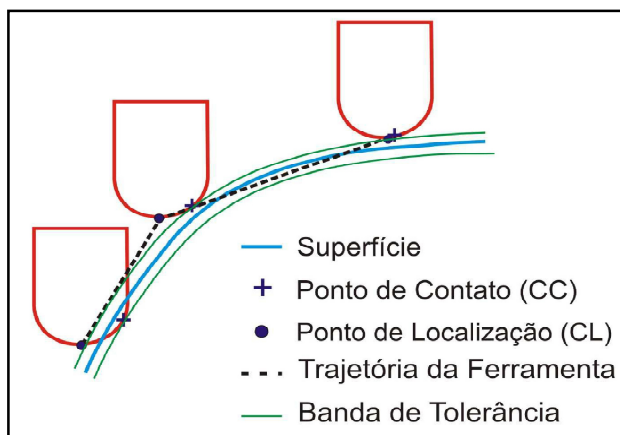 Superfície
Ponto de Contato (CC)
Ponto de Localização (CL)
Trajetória da Ferramenta
Banda de Tolerância